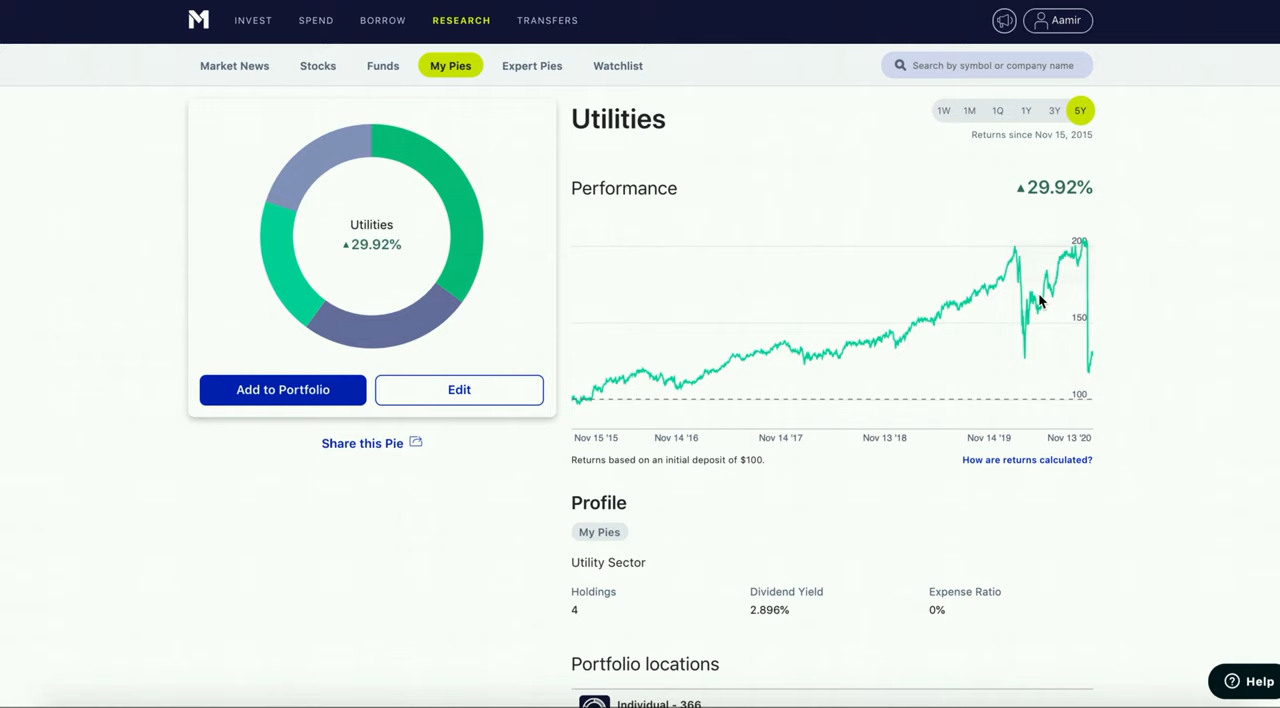 INVEST SPEND BORROW RESEARCH TRANSFERS Aamir
Market News Stocks Funds My Pies Expert Pies Watchlist Search by symbol or company name
Utilities
▲29.92%
Add to Portfolio Edit
Share this Pie
Utilities
1W 1M 1Q 1Y 3Y 5Y
Returns since Nov 15, 2015
Performance ▲29.92%
200
150
100
Nov 15 '15 Nov 14 '16 Nov 14 '17 Nov 13 '18 Nov 14 '19 Nov 13 '20
Returns based on an initial deposit of $100. How are returns calculated?
Profile
My Pies
Utility Sector
Holdings Dividend Yield Expense Ratio
4 2.896% 0%
Portfolio locations
Individual - 366
Help